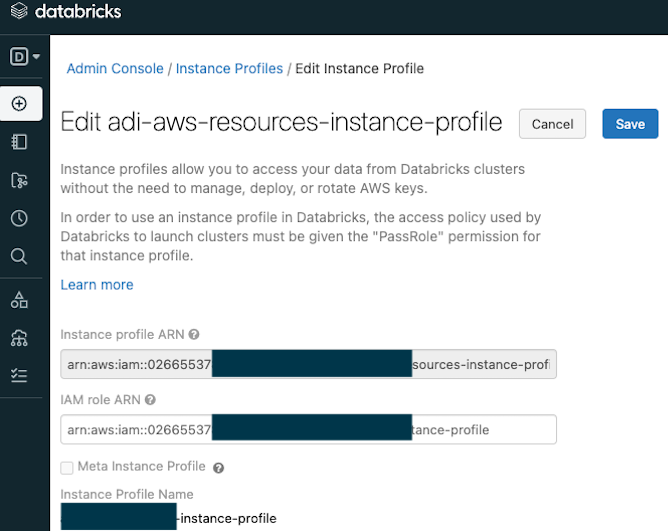 databricks
D
Admin Console / Instance Profiles / Edit Instance Profile
Edit adi-aws-resources-instance-profile
Cancel
Save
Instance profiles allow you to access your data from Databricks clusters
without the need to manage, deploy, or rotate AWS keys.
In order to use an instance profile in Databricks, the access policy used by
Databricks to launch clusters must be given the "PassRole" permission for
that instance profile.
Learn more
Instance profile ARN ?
arn:aws:iam::02665537 sources-instance-profi
IAM role ARN ?
arn:aws:iam::02665537 tance-profile
Meta Instance Profile ?
Instance Profile Name
-instance-profile